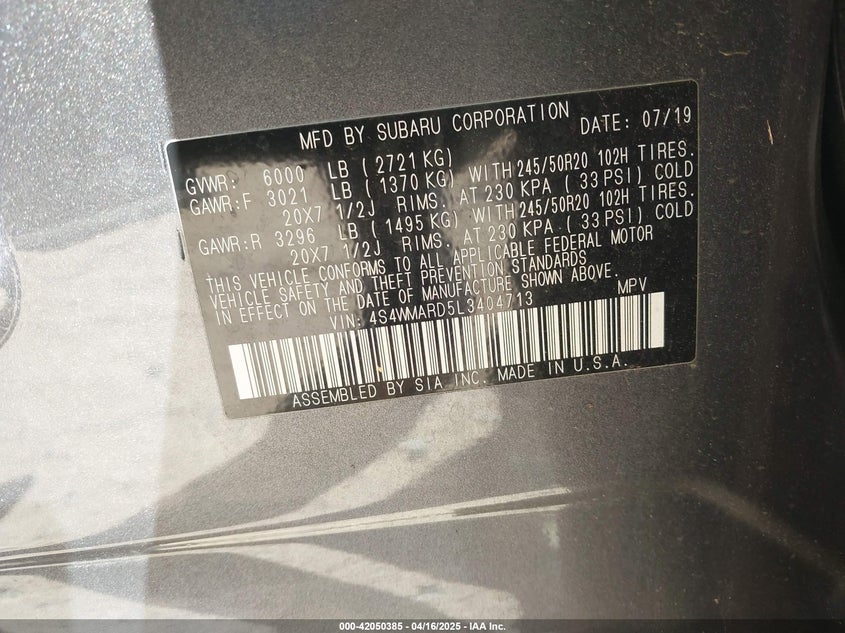 MFD BY SUBARU CORPORATION DATE: 07/19
GVWR: 6000 LB ( 2721 KG)
GAWR:F 3021 LB ( 1370 KG) WITH 245/50R20 102H TIRES.
20X7 1/2J RIMS. AT 230 KPA ( 33 PSI) COLD
GAWR:R 3296 LB ( 1495 KG) WITH 245/50R20 102H TIRES.
20X7 1/2J RIMS. AT 230 KPA ( 33 PSI) COLD
THIS VEHICLE CONFORMS TO ALL APPLICABLE FEDERAL MOTOR
VEHICLE SAFETY AND THEFT PREVENTION STANDARDS
IN EFFECT ON THE DATE OF MANUFACTURE SHOWN ABOVE.
VIN: 4S4WMARD5L3404713 MPV
ASSEMBLED BY SIA INC. MADE IN U.S.A.
000-42050385 - 04/16/2025 - IAA Inc.